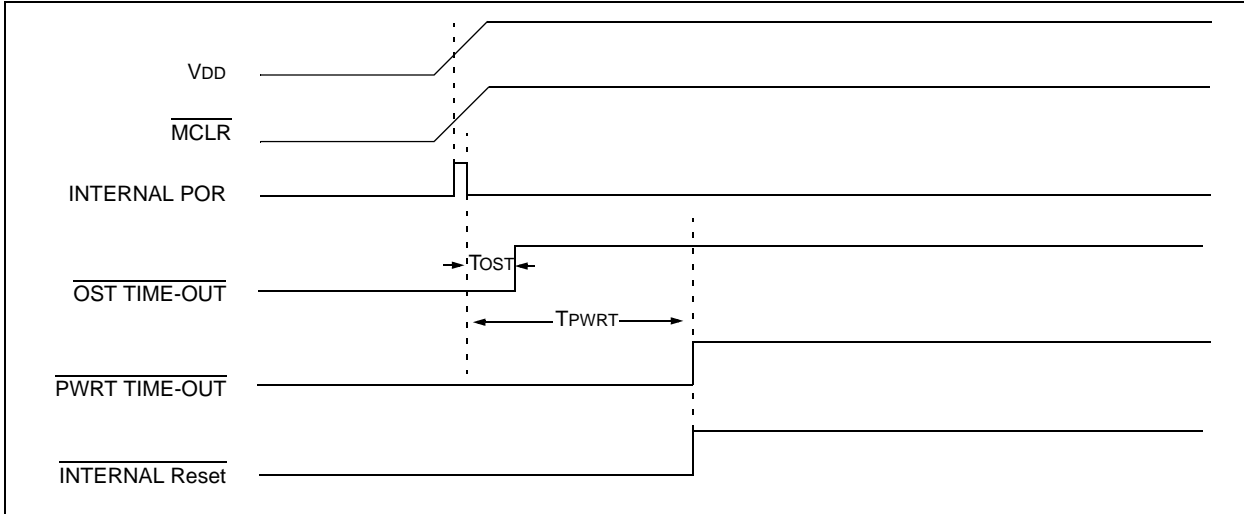 VDD
MCLR
INTERNAL POR
TOST
OST TIME-OUT
TPWRT
PWRT TIME-OUT
INTERNAL Reset